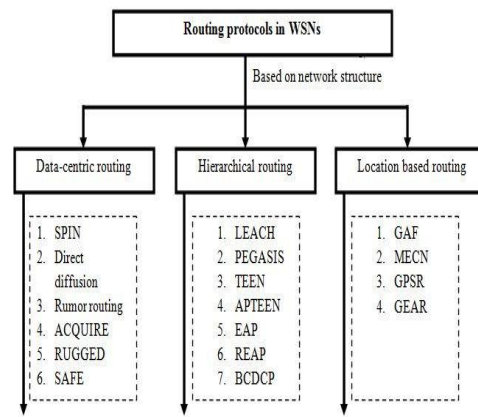 Routing protocols in WSNs
Based on network structure
Data-centric routing
Hierarchical routing
Location based routing
1. SPIN
2. Direct
diffusion
3. Rumor routing
4. ACQUIRE
5. RUGGED
6. SAFE
1. LEACH
2. PEGASIS
3. TEEN
4. APTEEN
5. EAP
6. REAP
7. BCDCP
1. GAF
2. MECN
3. GPSR
4. GEAR